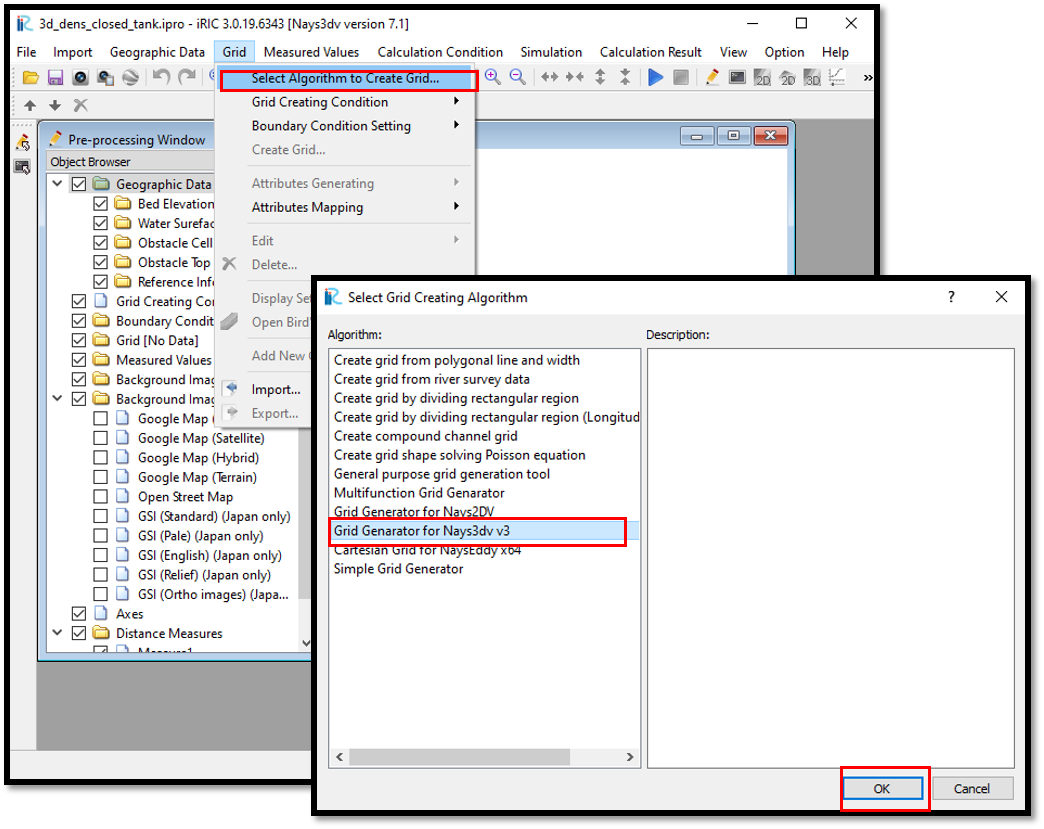 3d_dens_closed_tank.ipro - iRIC 3.0.19.6343 [Nays3dv version 7.1]
File Import Geographic Data Grid Measured Values Calculation Condition Simulation Calculation Result View Option Help
Select Algorithm to Create Grid...
Grid Creating Condition
Boundary Condition Setting
Create Grid...
Attributes Generating
Attributes Mapping
Edit
Delete...
Display Se
Open Bird'
Add New
Import...
Export...
Pre-processing Window
Object Browser
Geographic Data
Bed Elevation
Water Surefac
Obstacle Cell
Obstacle Top
Reference Inf
Grid Creating Co
Boundary Condit
Grid [No Data]
Measured Values
Background Imag
Background Imag
Google Map (
Google Map (Satellite)
Google Map (Hybrid)
Google Map (Terrain)
Open Street Map
GSI (Standard) (Japan only)
GSI (Pale) (Japan only)
GSI (English) (Japan only)
GSI (Relief) (Japan only)
GSI (Ortho images) (Japa...
Axes
Distance Measures
Measure1
Select Grid Creating Algorithm
?
Algorithm:
Create grid from polygonal line and width
Create grid from river survey data
Create grid by dividing rectangular region
Create grid by dividing rectangular region (Longitud
Create compound channel grid
Create grid shape solving Poisson equation
General purpose grid generation tool
Multifunction Grid Genarator
Grid Generator for Nays2DV
Grid Genarator for Nays3dv v3
Cartesian Grid for NaysEddy x64
Simple Grid Generator
Description:
OK Cancel